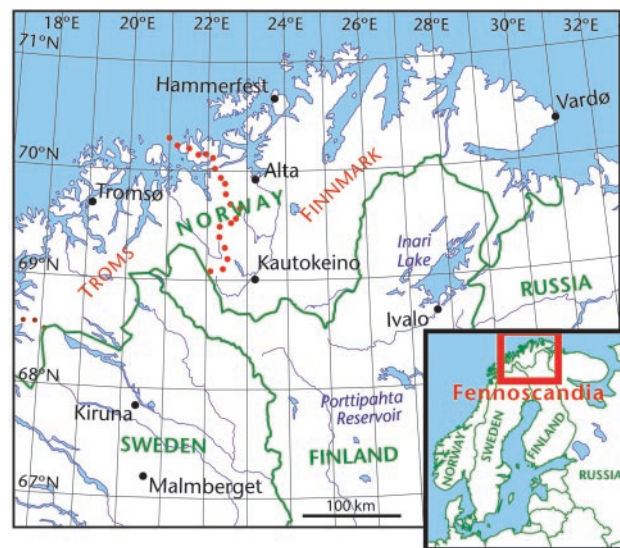 18°E 20°E 22°E 24°E 26°E 28°E 30°E 32°E
71°N
Hammerfest
Vardø
70°N
Alta
FINNMARK
Tromsø
NORWAY
Inari
Lake
TROMS
69°N
Kautokeino
RUSSIA
Ivalo
68°N
Kiruna
Porttipahta
Reservoir
SWEDEN
FINLAND
Malmberget
67°N
100 km
Fennoscandia
NORWAY
SWEDEN
FINLAND
RUSSIA